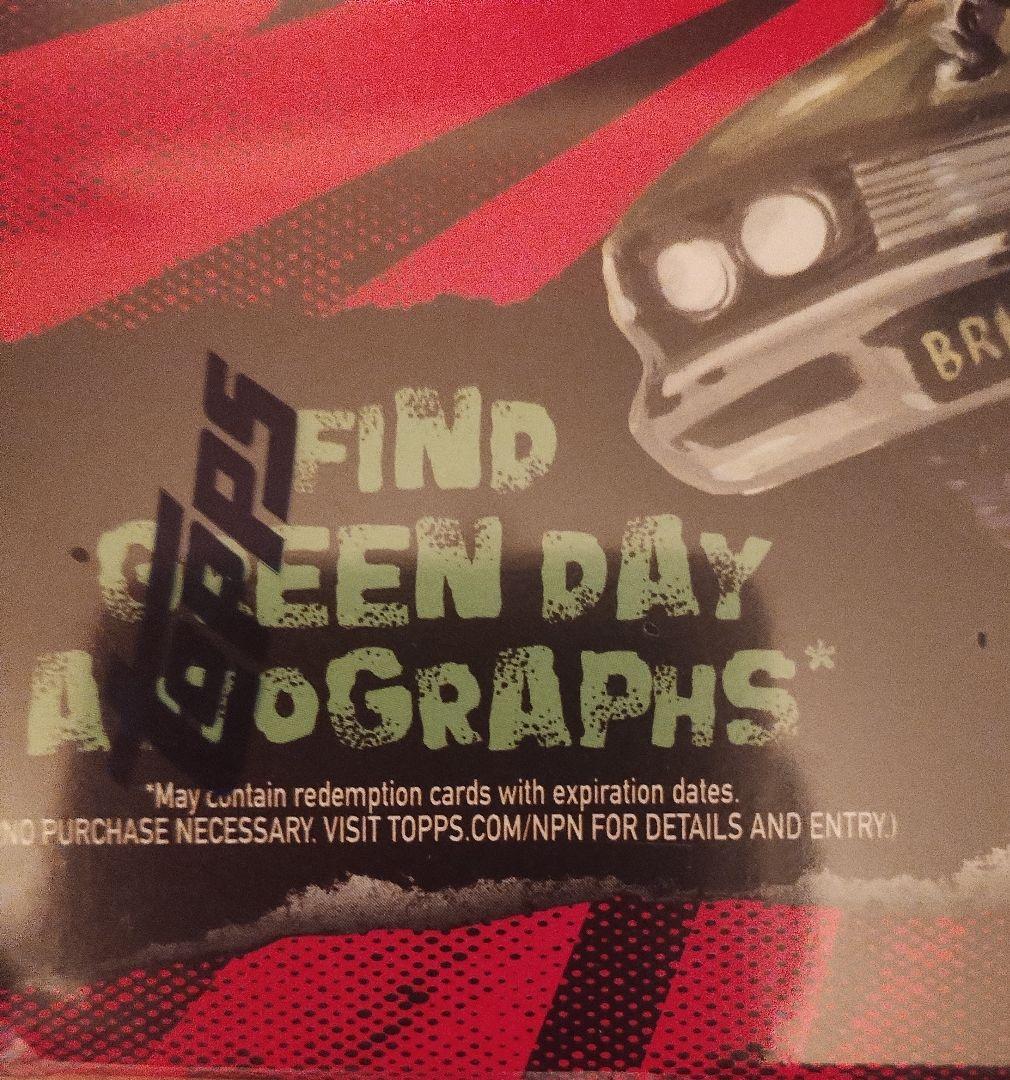 BR
topps
FIND
GREEN DAY
AUTOGRAPHS*
*May contain redemption cards with expiration dates.
NO PURCHASE NECESSARY. VISIT TOPPS.COM/NPN FOR DETAILS AND ENTRY.)